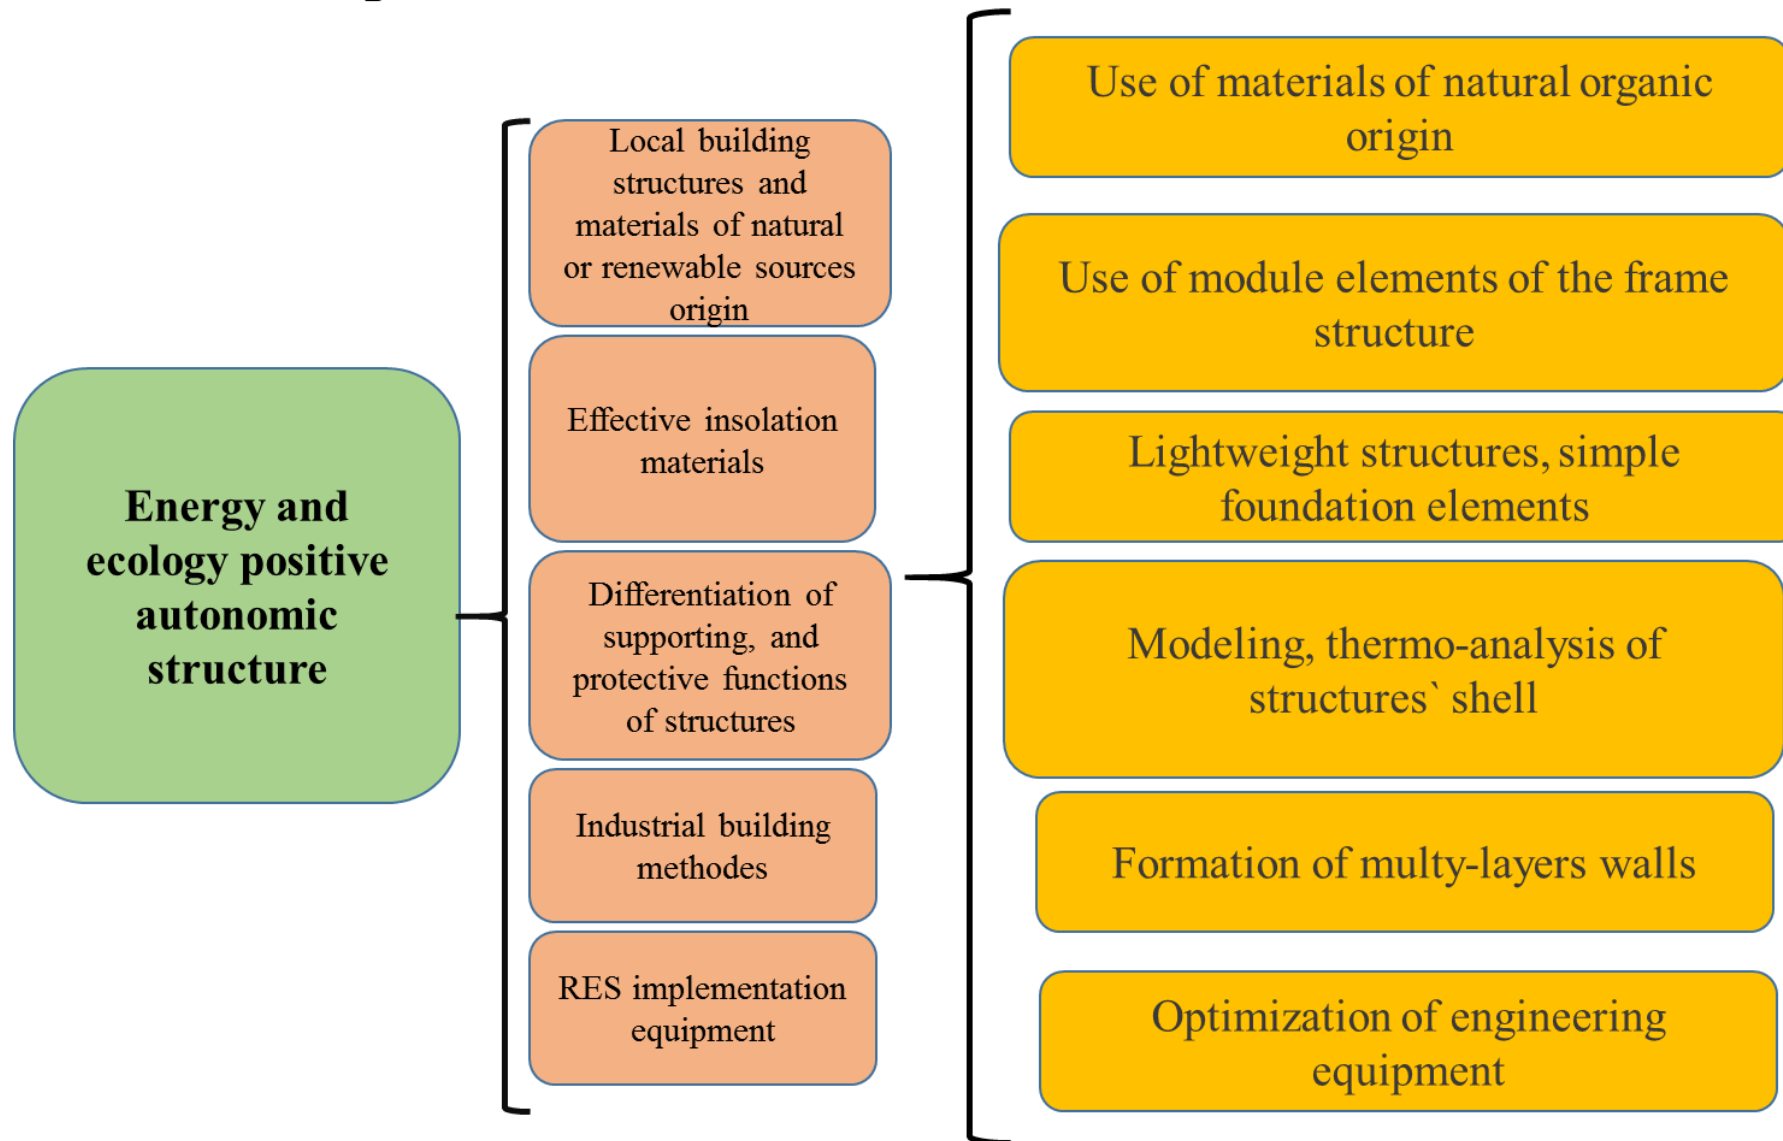 Energy and
ecology positive
autonomic
structure
Local building
structures and
materials of natural
or renewable sources
origin
Effective insolation
materials
Differentiation of
supporting, and
protective functions
of structures
Industrial building
methodes
RES implementation
equipment
Use of materials of natural organic
origin
Use of module elements of the frame
structure
Lightweight structures, simple
foundation elements
Modeling, thermo-analysis of
structures` shell
Formation of multy-layers walls
Optimization of engineering
equipment